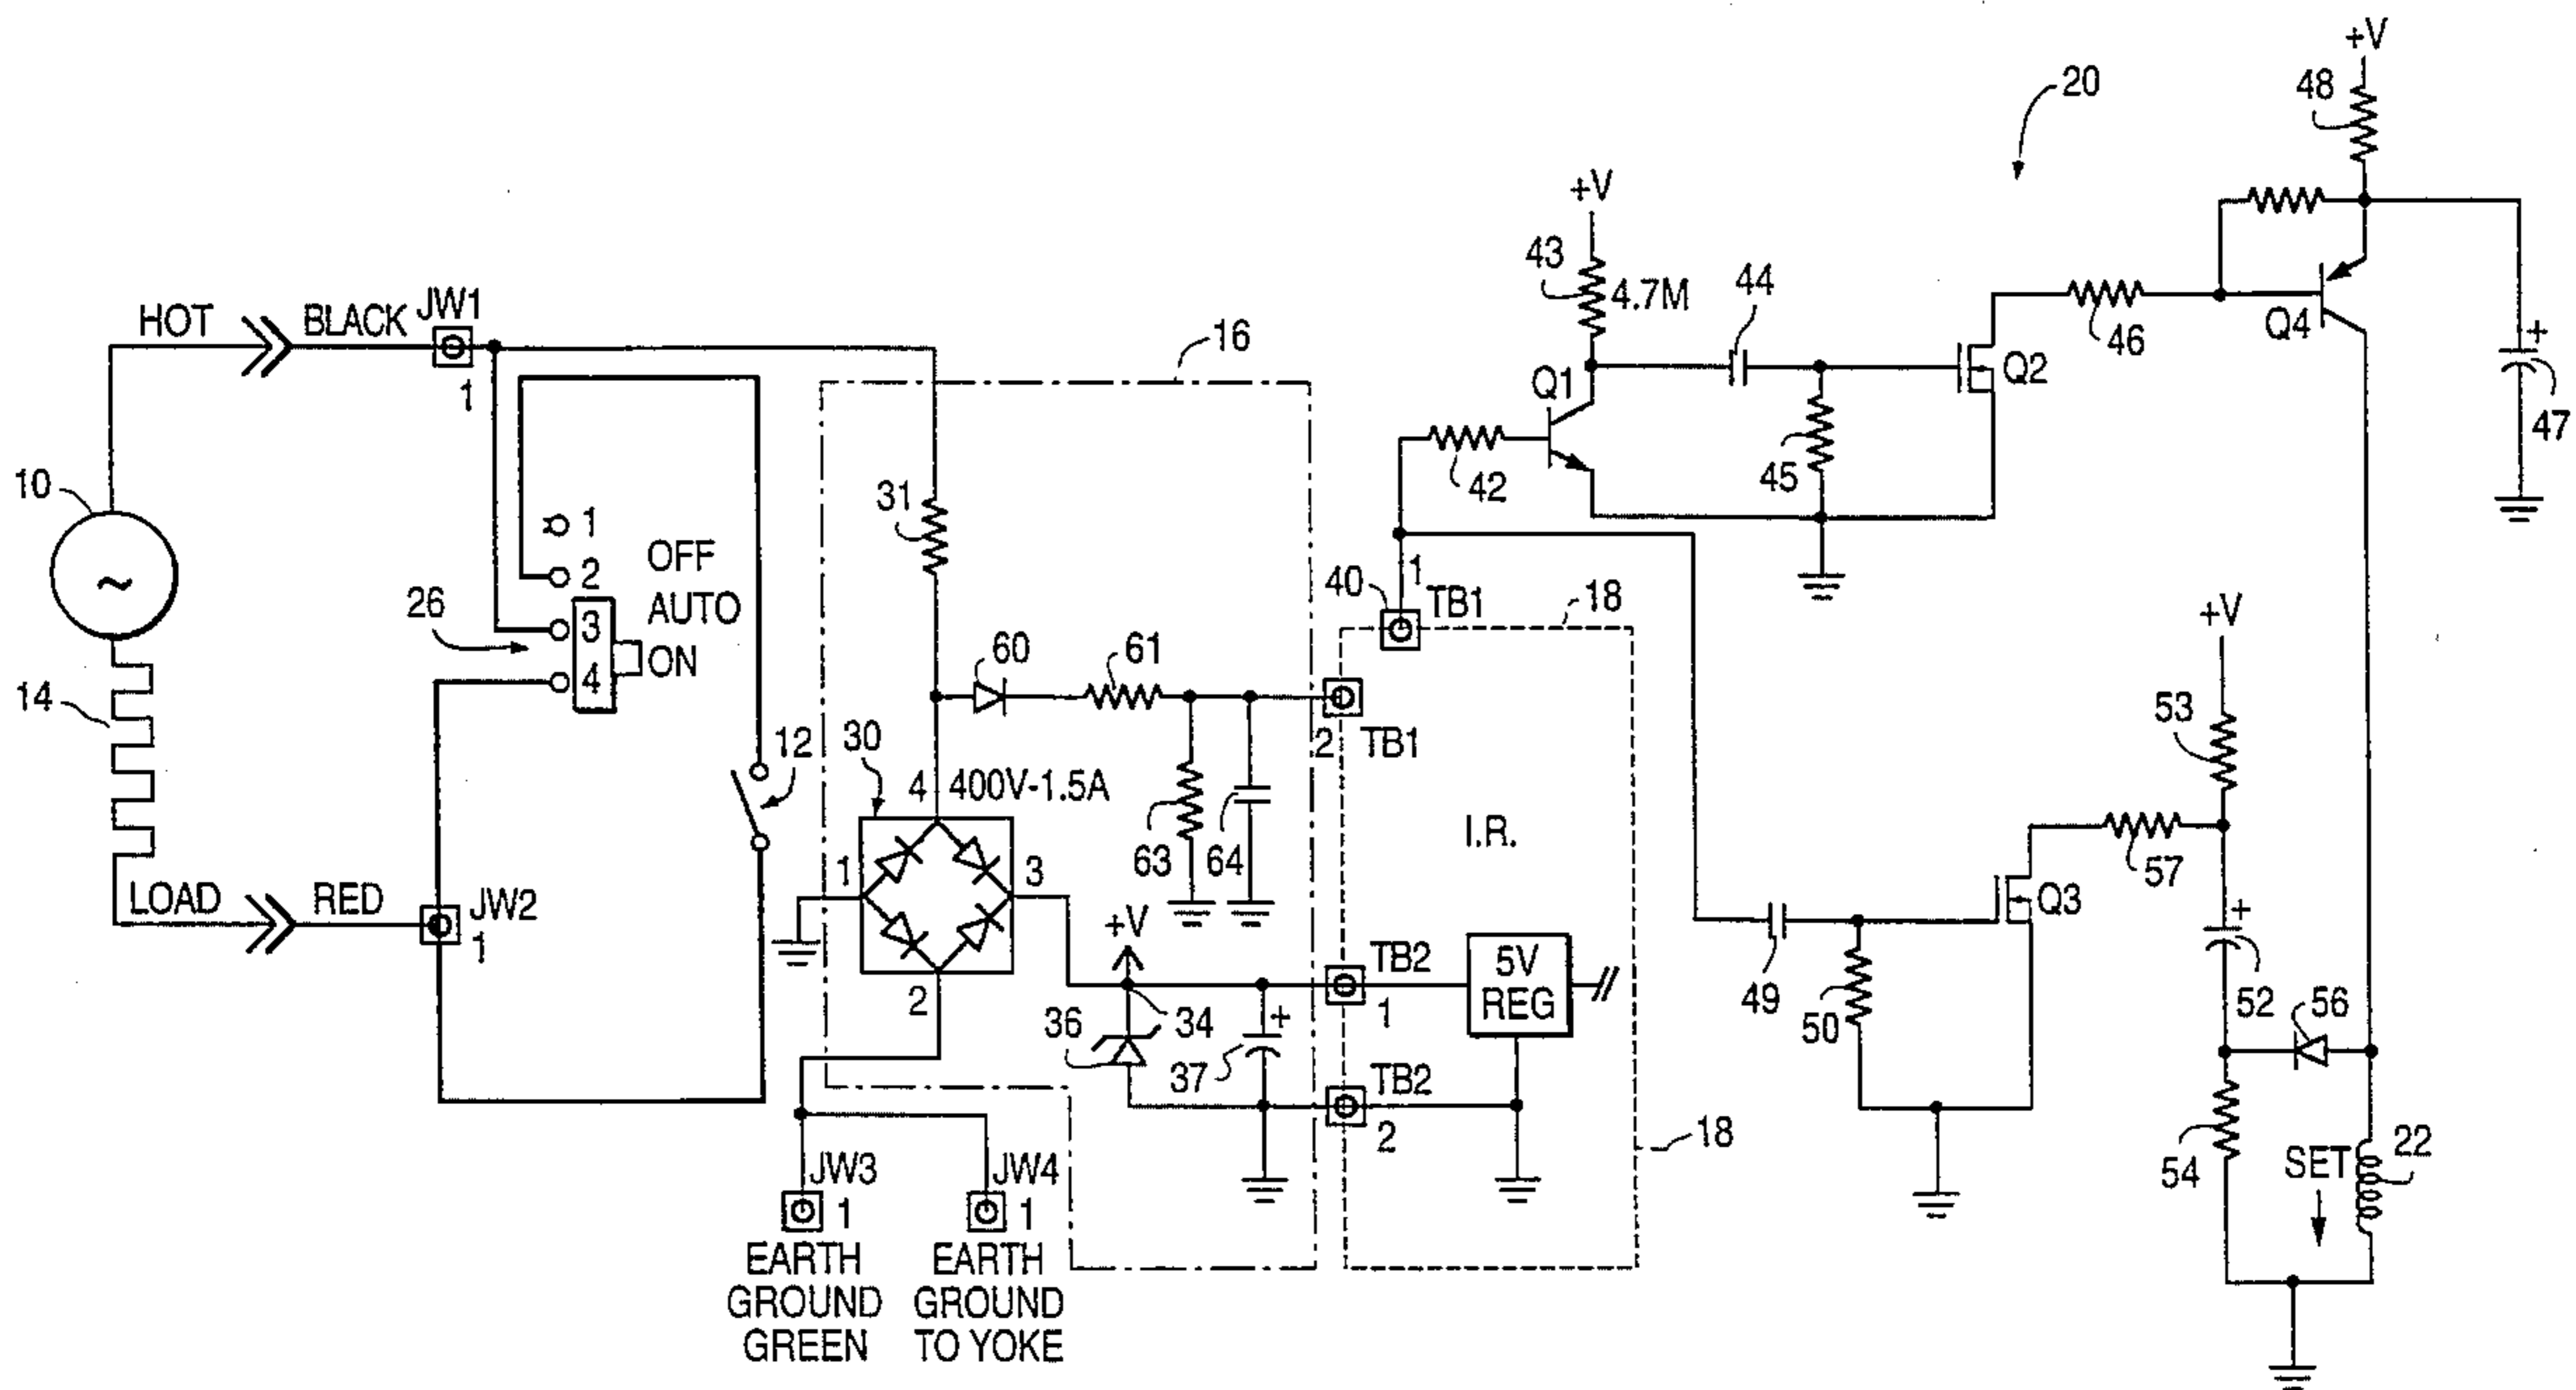 +V
48
20
+V
43
4.7M
44
Q4
46
Q2
47
HOT
BLACK
JW1
1
16
Q1
45
42
10
31
1
2
OFF
AUTO
3
ON
4
26
40
1
TB1
18
+V
14
60
61
2
TB1
53
12
30
4
400V-1.5A
63
64
I.R.
57
1
3
LOAD
RED
JW2
1
+V
Q3
2
36
34
37
TB2
1
5V
REG
49
50
52
56
TB2
2
18
54
SET
22
JW3
1
JW4
1
EARTH
GROUND
GREEN
EARTH
GROUND
TO YOKE